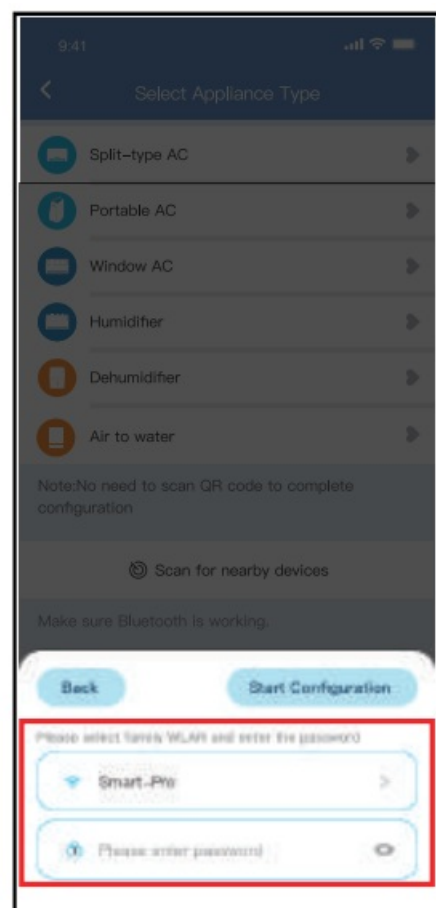 9:41
Select Appliance Type
Split-type AC
Portable AC
Window AC
Humidifier
Dehumidifier
Air to water
Note:No need to scan QR code to complete
configuration
Scan for nearby devices
Make sure Bluetooth is working.
Back
Start Configuration
Please select family WLAN and enter the password
Smart-Pro
Please enter password